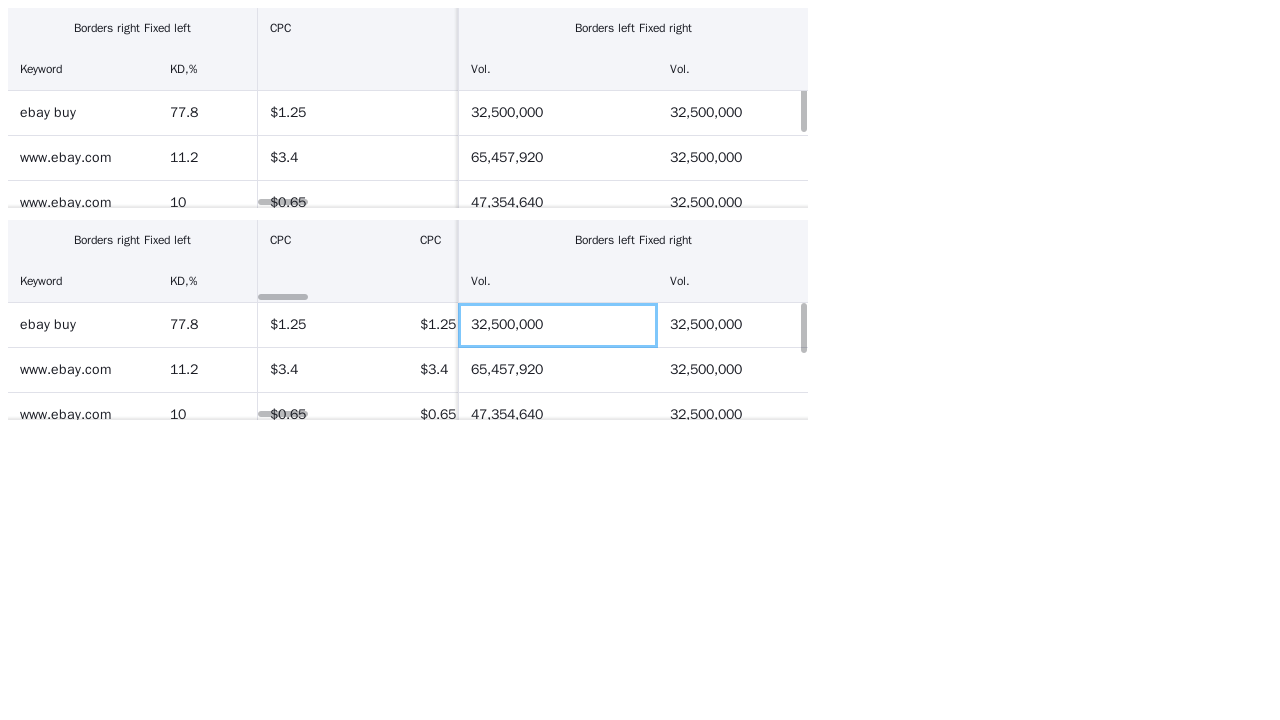 Borders right Fixed left CPC Borders left Fixed right
Keyword KD,% Vol. Vol.
ebay buy 77.8 $1.25 32,500,000 32,500,000
www.ebay.com 11.2 $3.4 65,457,920 32,500,000
www.ebay.com 10 $0.65 47,354,640 32,500,000
Borders right Fixed left CPC CPC Borders left Fixed right
Keyword KD,% Vol. Vol.
ebay buy 77.8 $1.25 $1.25 32,500,000 32,500,000
www.ebay.com 11.2 $3.4 $3.4 65,457,920 32,500,000
www.ebay.com 10 $0.65 $0.65 47,354,640 32,500,000